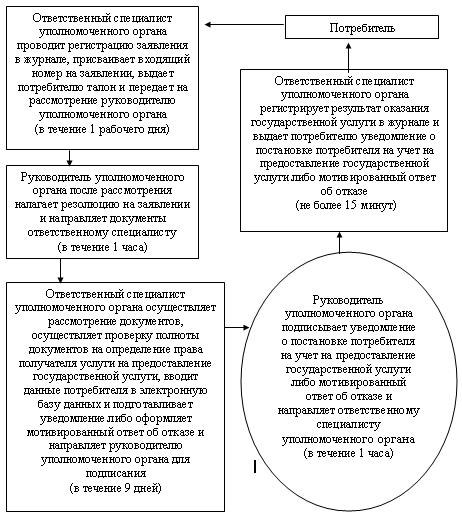 Потребитель
Ответственный специалист
уполномоченного органа
проводит регистрацию заявления
в журнале, присваивает входящий
номер на заявлении, выдает
потребителю талон и передает на
рассмотрение руководителю
уполномоченного органа
(в течение 1 рабочего дня)
Руководитель уполномоченного
органа после рассмотрения
налагает резолюцию на заявлении
и направляет документы
ответственному специалисту
(в течение 1 часа)
Ответственный специалист
уполномоченного органа осуществляет
рассмотрение документов,
осуществляет проверку полноты
документов на определение права
получателя услуги на предоставление
государственной услуги, вводит
данные потребителя в электронную
базу данных и подготавливает
уведомление либо оформляет
мотивированный ответ об отказе и
направляет руководителю
уполномоченного органа для
подписания
(в течение 9 дней)
Руководитель
уполномоченного органа
подписывает уведомление
о постановке потребителя
на учет на предоставление
государственной услуги
либо мотивированный
ответ об отказе и
направляет ответственному
специалисту
уполномоченного органа
(в течение 1 часа)
Ответственный специалист
уполномоченного органа
регистрирует результат оказания
государственной услуги в журнале и
выдает потребителю уведомление о
постановке потребителя на учет на
предоставление государственной
услуги либо мотивированный ответ
об отказе
(не более 15 минут)